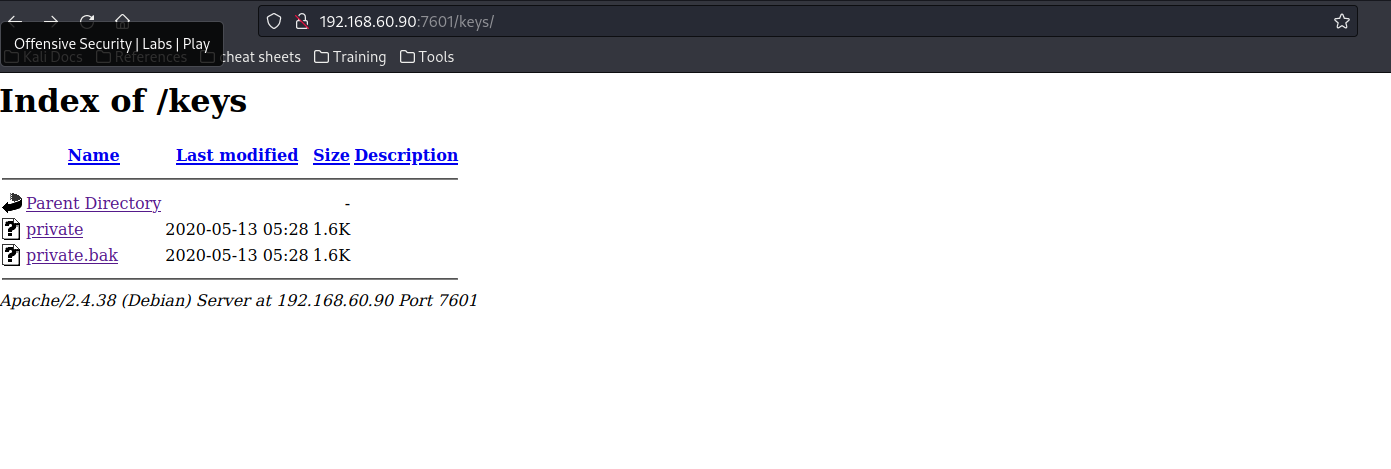 192.168.60.90:7601/keys/
Offensive Security | Labs | Play
Kali Docs References cheat sheets Training Tools
Index of /keys
Name Last modified Size Description
Parent Directory -
private 2020-05-13 05:28 1.6K
private.bak 2020-05-13 05:28 1.6K
Apache/2.4.38 (Debian) Server at 192.168.60.90 Port 7601